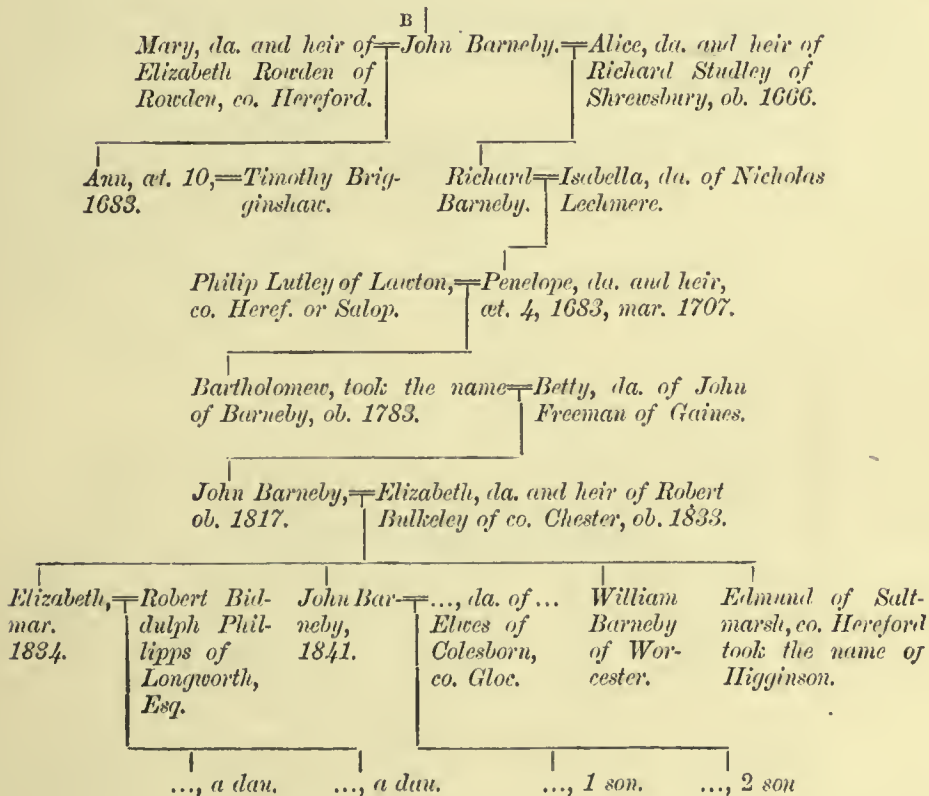 B
Mary, da. and heir of John Barneby. Alice, da. and heir of
Elizabeth Rowden of Richard Studley of
Rowden, co. Hereford. Shrewsbury, ob. 1666.
Ann, æt. 10, Timothy Brig- Richard Isabella, da. of Nicholas
1683. ginshaw. Barneby. Lechmere.
Philip Lutley of Lawton, Penelope, da. and heir,
co. Heref. or Salop. æt. 4, 1683, mar. 1707.
Bartholomew, took the name Betty, da. of John
of Barneby, ob. 1783. Freeman of Gaines.
John Barneby, Elizabeth, da. and heir of Robert
ob. 1817. Bulkeley of co. Chester, ob. 1833.
Elizabeth, Robert Bid- John Bar- ..., da. of ... William Edmund of Salt-
mar. dulph Phil- neby, Elwes of Barneby marsh, co. Hereford
1834. lipps of 1841. Colesborn, of Wor- took the name of
Longworth, co. Gloc. cester. Higginson.
Esq.
..., a dau. ..., a dau. ..., 1 son. ..., 2 son